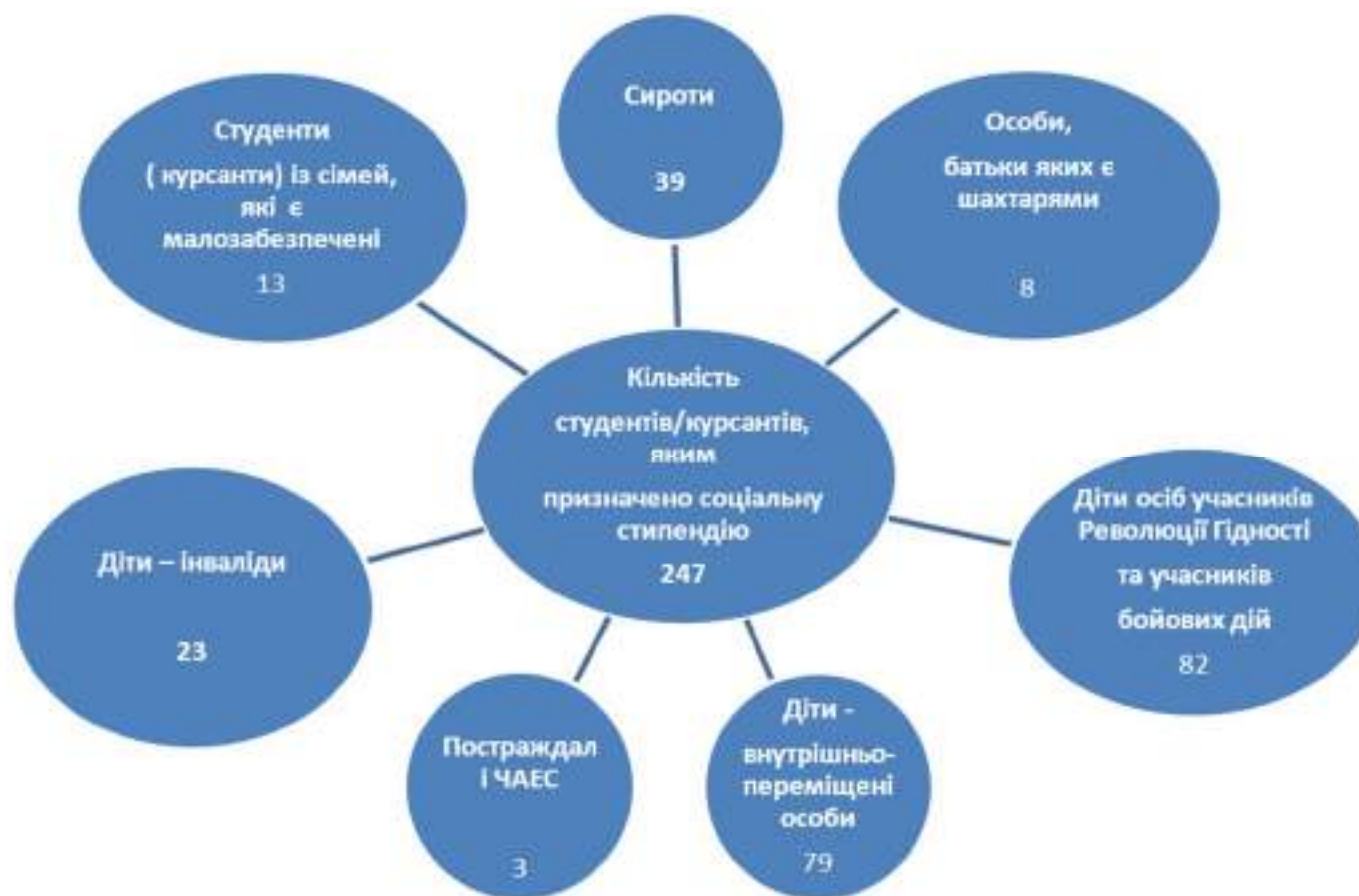 Сироти
39
Особи,
батьки яких є
шахтарями
8
Діти осіб учасників
Революції Гідності
та учасників
бойових дій
82
Діти -
внутрішньо-
переміщені
особи
79
Постраждал
і ЧАЕС
3
Діти – інваліди
23
Студенти
( курсанти) із сімей,
які є
малозабезпечені
13
Кількість
студентів/курсантів,
яким
призначено соціальну
стипендію
247